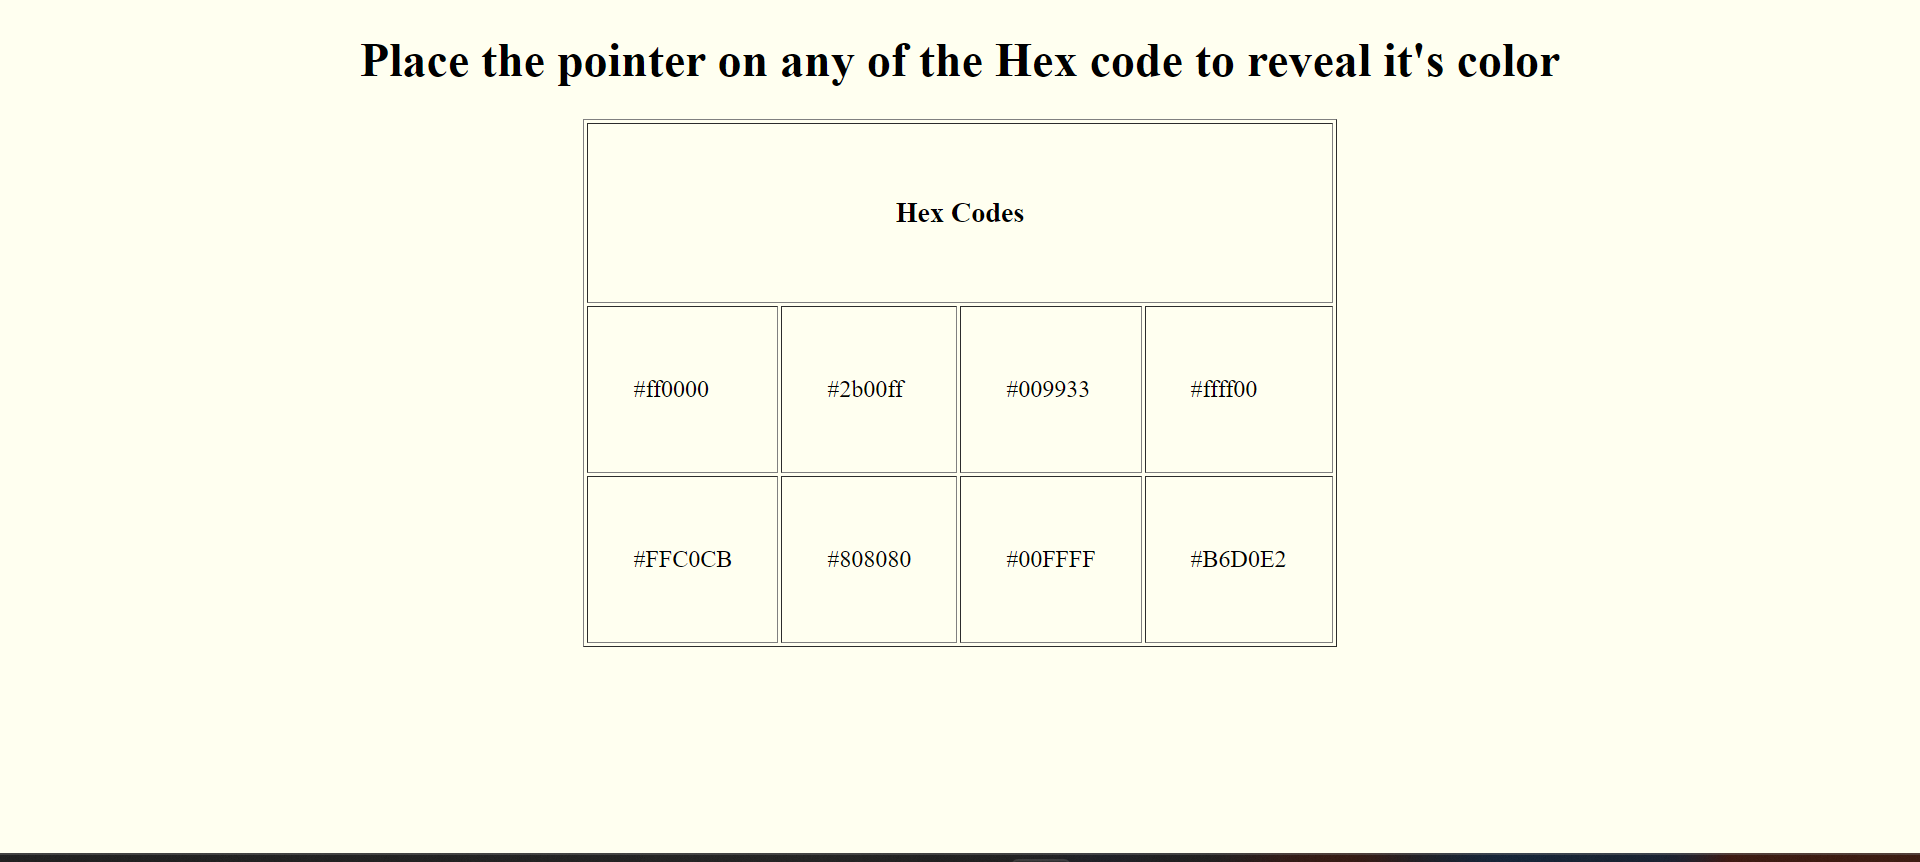 Place the pointer on any of the Hex code to reveal it's color
Hex Codes
#ff0000 #2b00ff #009933 #ffff00
#FFC0CB #808080 #00FFFF #B6D0E2